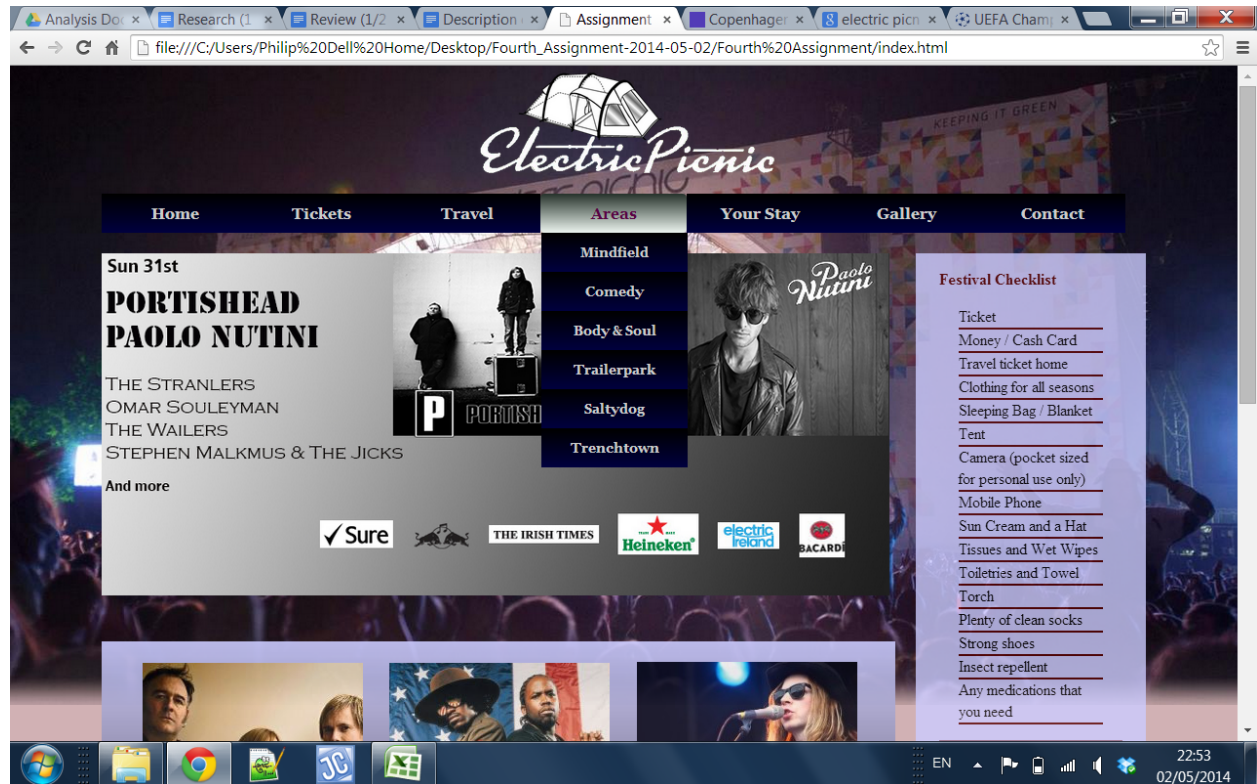 Analysis Do
Research (1
Review (1/2
Description
Assignment
Copenhager
electric picn
UEFA Champ
file:///C:/Users/Philip%20Dell%20Home/Desktop/Fourth_Assignment-2014-05-02/Fourth%20Assignment/index.html
KEEPING IT GREEN
Electric Picnic
Home
Tickets
Travel
Areas
Your Stay
Gallery
Contact
Mindfield
Comedy
Body & Soul
Trailerpark
Saltydog
Trenchtown
Sun 31st
PORTISHEAD
PAOLO NUTINI
THE STRANLERS
OMAR SOULEYMAN
THE WAILERS
STEPHEN MALKMUS & THE JICKS
And more
P PORTISH
Paolo
Nutini
Sure
THE IRISH TIMES
Heineken
electric
Ireland
BACARDI
Festival Checklist
Ticket
Money / Cash Card
Travel ticket home
Clothing for all seasons
Sleeping Bag / Blanket
Tent
Camera (pocket sized
for personal use only)
Mobile Phone
Sun Cream and a Hat
Tissues and Wet Wipes
Toiletries and Towel
Torch
Plenty of clean socks
Strong shoes
Insect repellent
Any medications that
you need
EN
22:53
02/05/2014